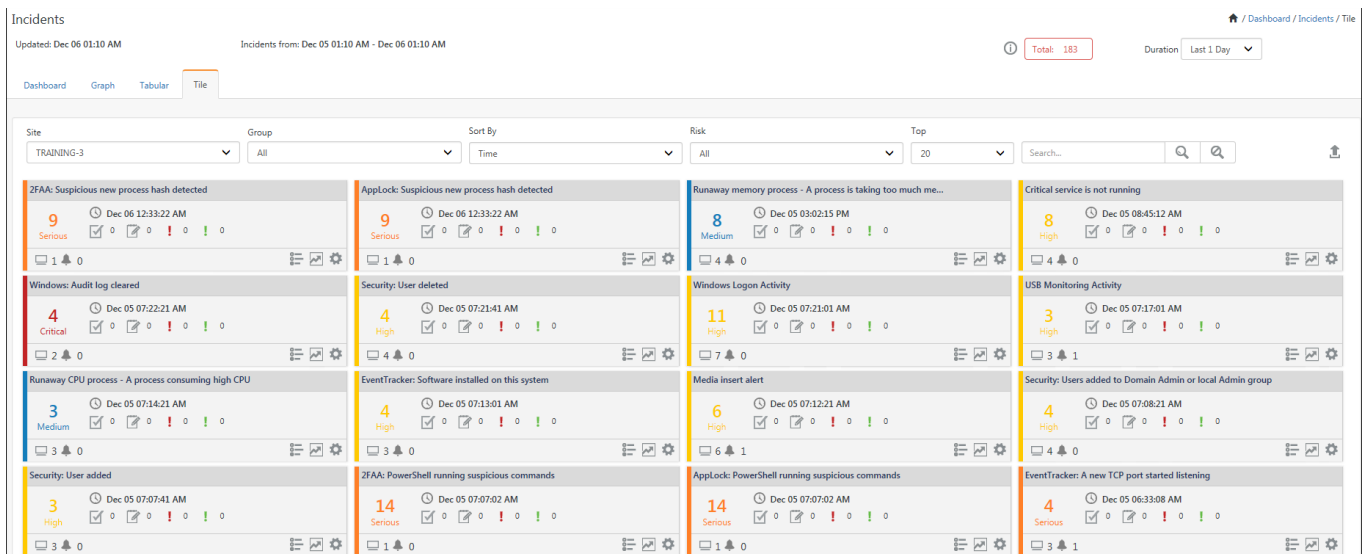 Incidents
/ Dashboard / Incidents / Tile
Updated: Dec 06 01:10 AM
Incidents from: Dec 05 01:10 AM - Dec 06 01:10 AM
Total: 183
Duration
Last 1 Day
Dashboard
Graph
Tabular
Tile
Site
Group
Sort By
Risk
Top
TRAINING-3
All
Time
All
20
Search...
2FAA: Suspicious new process hash detected
9
Serious
Dec 06 12:33:22 AM
0 0 0 0
1 0
AppLock: Suspicious new process hash detected
9
Serious
Dec 06 12:33:22 AM
0 0 0 0
1 0
Runaway memory process - A process is taking too much me...
8
Medium
Dec 05 03:02:15 PM
0 0 0 0
4 0
Critical service is not running
8
High
Dec 05 08:45:12 AM
0 0 0 0
4 0
Windows: Audit log cleared
4
Critical
Dec 05 07:22:21 AM
0 0 0 0
2 0
Security: User deleted
4
High
Dec 05 07:21:41 AM
0 0 0 0
4 0
Windows Logon Activity
11
High
Dec 05 07:21:01 AM
0 0 0 0
7 0
USB Monitoring Activity
3
High
Dec 05 07:17:01 AM
0 0 0 0
3 1
Runaway CPU process - A process consuming high CPU
3
Medium
Dec 05 07:14:21 AM
0 0 0 0
3 0
EventTracker: Software installed on this system
4
High
Dec 05 07:13:01 AM
0 0 0 0
3 0
Media insert alert
6
High
Dec 05 07:12:21 AM
0 0 0 0
6 1
Security: Users added to Domain Admin or local Admin group
4
High
Dec 05 07:08:21 AM
0 0 0 0
4 0
Security: User added
3
High
Dec 05 07:07:41 AM
0 0 0 0
3 0
2FAA: PowerShell running suspicious commands
14
Serious
Dec 05 07:07:02 AM
0 0 0 0
1 0
AppLock: PowerShell running suspicious commands
14
Serious
Dec 05 07:07:02 AM
0 0 0 0
1 0
EventTracker: A new TCP port started listening
4
Serious
Dec 05 06:33:08 AM
0 0 0 0
3 1